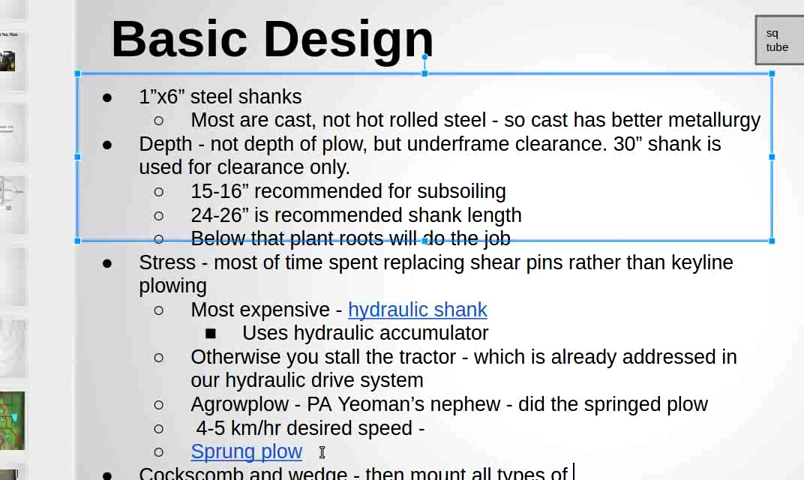 Basic Design
sq
tube
● 1”x6” steel shanks
○ Most are cast, not hot rolled steel - so cast has better metallurgy
● Depth - not depth of plow, but underframe clearance. 30” shank is
used for clearance only.
○ 15-16” recommended for subsoiling
○ 24-26” is recommended shank length
○ Below that plant roots will do the job
● Stress - most of time spent replacing shear pins rather than keyline
plowing
○ Most expensive - hydraulic shank
■ Uses hydraulic accumulator
○ Otherwise you stall the tractor - which is already addressed in
our hydraulic drive system
○ Agrowplow - PA Yeoman’s nephew - did the springed plow
○ 4-5 km/hr desired speed -
○ Sprung plow
● Cockscomb and wedge - then mount all types of